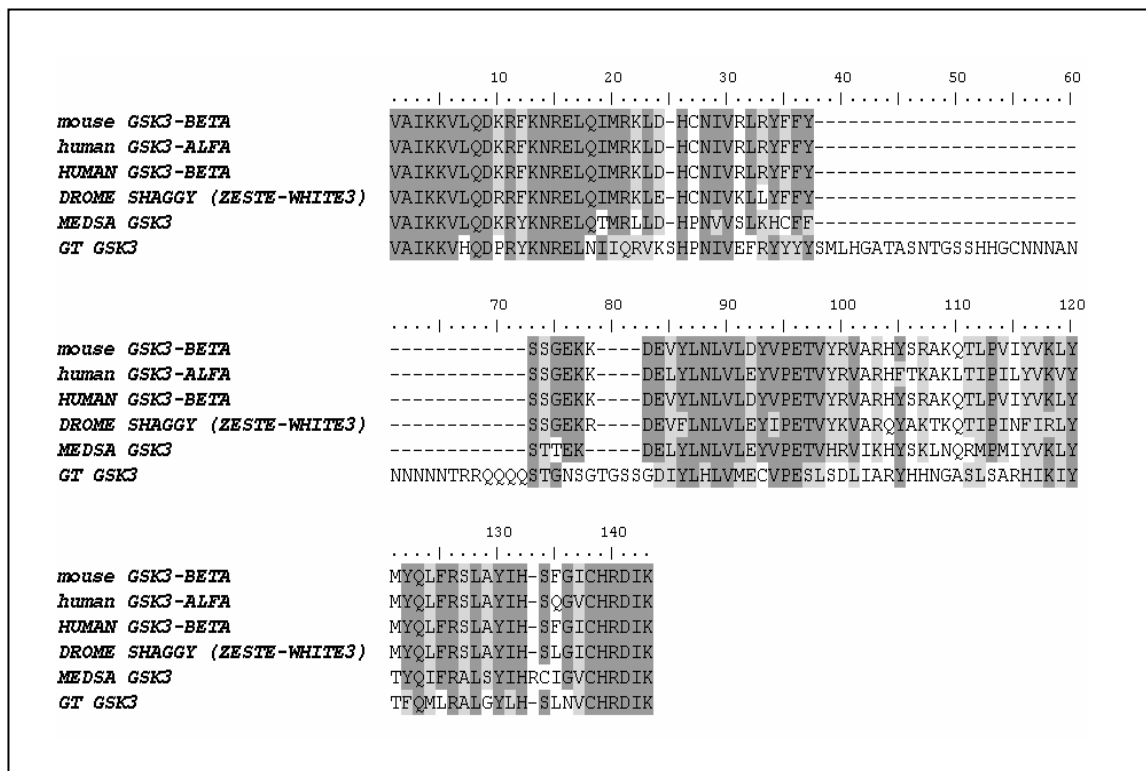 10 20 30 40 50 60
....|....|....|....|....|....|....|....|....|....|....|....|
mouse GSK3-BETA VAIKKVLQDKRFKNRELQIMRKLD-HCNIVRLRYFFY-----------------------
human GSK3-ALFA VAIKKVLQDKRFKNRELQIMRKLD-HCNIVRLRYFFY-----------------------
HUMAN GSK3-BETA VAIKKVLQDKRFKNRELQIMRKLD-HCNIVRLRYFFY-----------------------
DROME SHAGGY (ZESTE-WHITE3) VAIKKVLQDRRFKNRELQIMRKLE-HCNIVKLLYFFY-----------------------
MEDSA GSK3 VAIKKVLQDKRYKNRELQTMRLLD-HPNVVSLKHCFF-----------------------
GT GSK3 VAIKKVHQDPRYKNRELNIIQRVKSHPNIVEFRYYYYSMLHGATASNTGSSHHGCNNNAN
70 80 90 100 110 120
....|....|....|....|....|....|....|....|....|....|....|....|
mouse GSK3-BETA ------------SSGEKK----DEVYLNLVLDYVPETVYRVARHYSRAKQTLPVIYVKLY
human GSK3-ALFA ------------SSGEKK----DELYLNLVLEYVPETVYRVARHFTKAKLTIPILYVKVY
HUMAN GSK3-BETA ------------SSGEKK----DEVYLNLVLDYVPETVYRVARHYSRAKQTLPVIYVKLY
DROME SHAGGY (ZESTE-WHITE3) ------------SSGEKR----DEVFLNLVLEYIPETVYKVARQYAKTKQTIPINFIRLY
MEDSA GSK3 ------------STTEK-----DELYLNLVLEYVPETVHRVIKHYSKLNQRMPMIYVKLY
GT GSK3 NNNNNTRRQQQQSTGNSGTGSSGDIYLHLVMECVPESLSDLIARYHHNGASLSARHIKIY
130 140
....|....|....|....|...
mouse GSK3-BETA MYQLFRSLAYIH-SFGICHRDIK
human GSK3-ALFA MYQLFRSLAYIH-SQGVCHRDIK
HUMAN GSK3-BETA MYQLFRSLAYIH-SFGICHRDIK
DROME SHAGGY (ZESTE-WHITE3) MYQLFRSLAYIH-SLGICHRDIK
MEDSA GSK3 TYQIFRALSYIHRCIGVCHRDIK
GT GSK3 TFQMLRALGYLH-SLNVCHRDIK